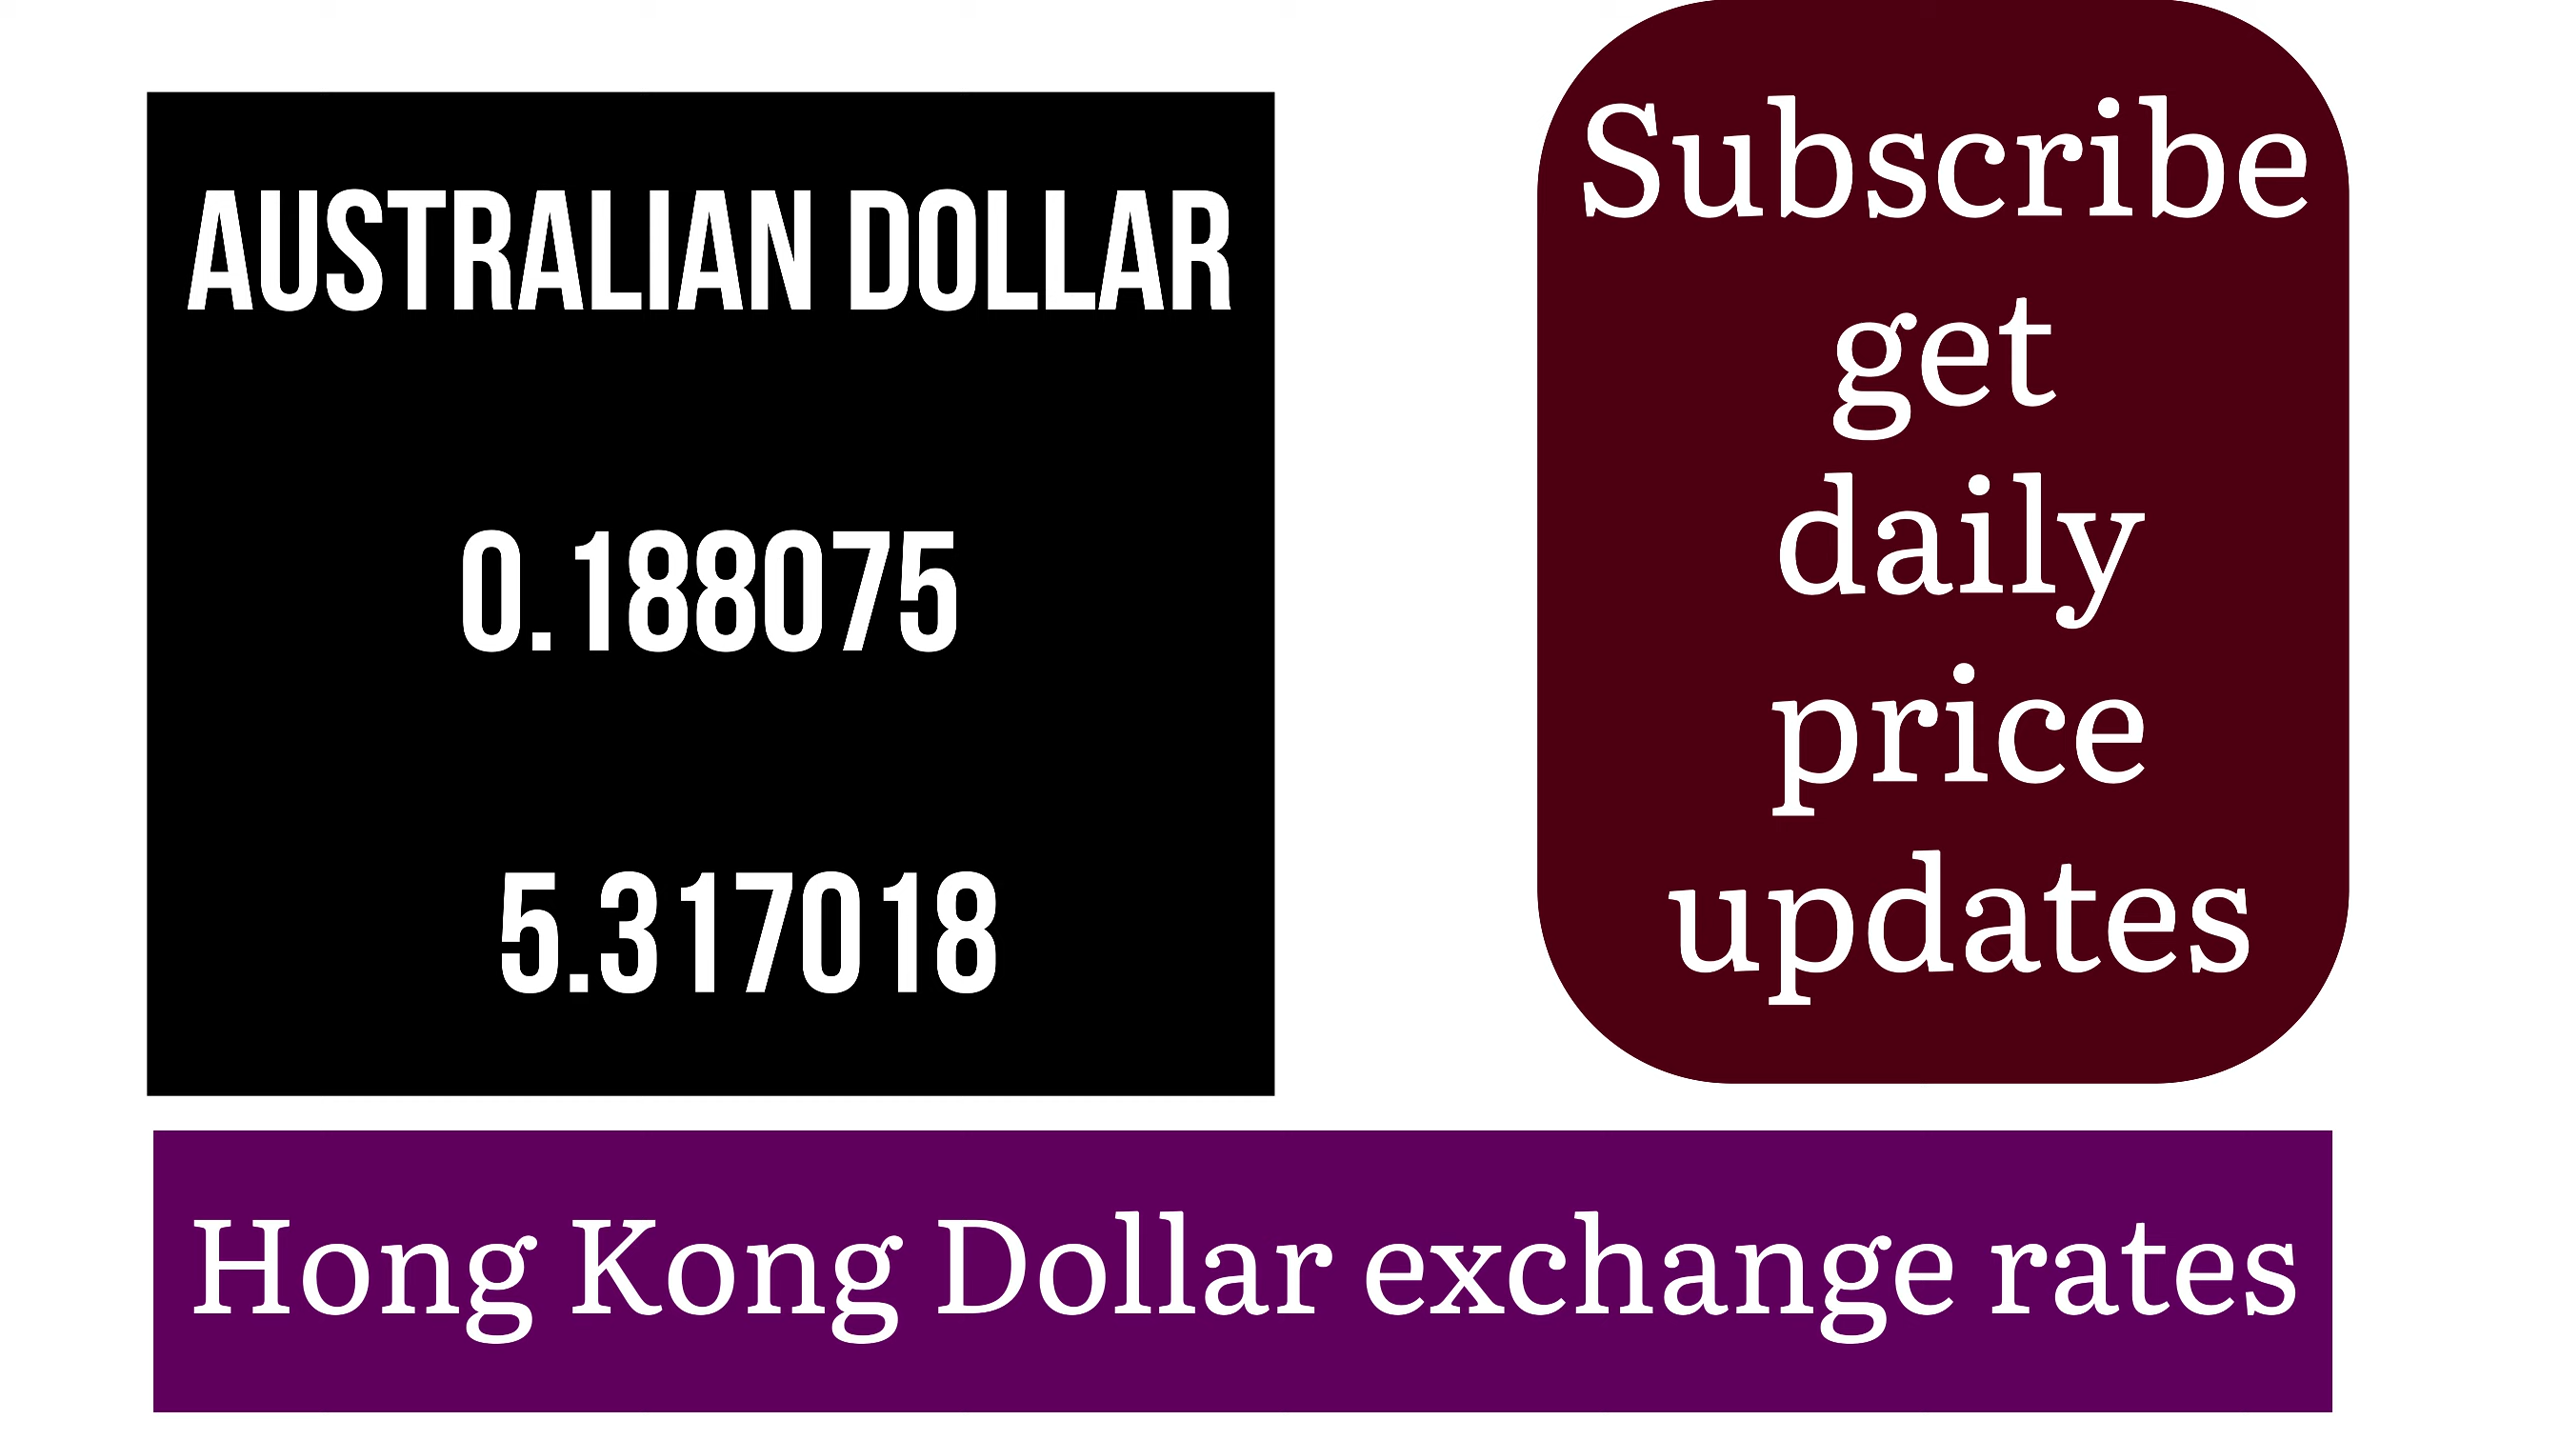 AUSTRALIAN DOLLAR
0.188075
5.317018
Subscribe
get
daily
price
updates
Hong Kong Dollar exchange rates